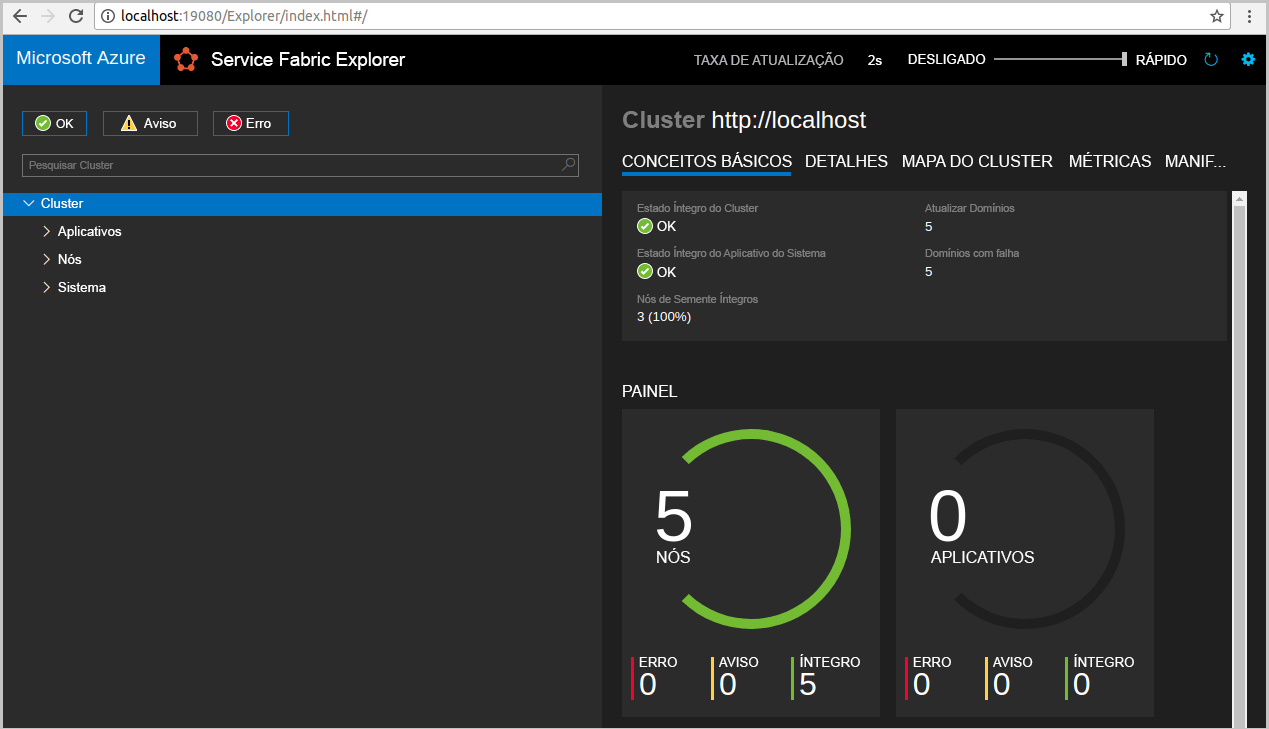 localhost:19080/Explorer/index.html#/
Microsoft Azure
Service Fabric Explorer
TAXA DE ATUALIZAÇÃO 2s DESLIGADO RÁPIDO
OK Aviso Erro
Pesquisar Cluster
Cluster
Aplicativos
Nós
Sistema
Cluster http://localhost
CONCEITOS BÁSICOS DETALHES MAPA DO CLUSTER MÉTRICAS MANIF...
Estado Íntegro do Cluster
OK
Atualizar Domínios
5
Estado Íntegro do Aplicativo do Sistema
OK
Domínios com falha
5
Nós de Semente Íntegros
3 (100%)
PAINEL
5
NÓS
ERRO AVISO ÍNTEGRO
0 0 5
0
APLICATIVOS
ERRO AVISO ÍNTEGRO
0 0 0